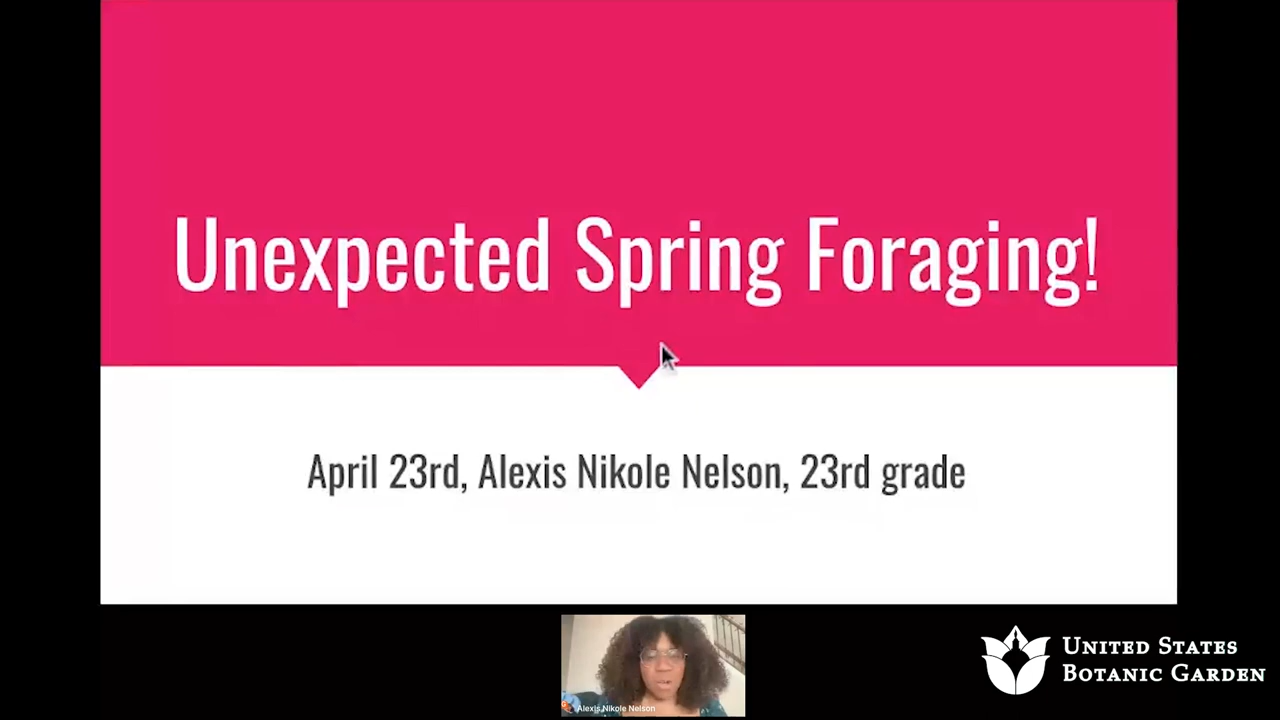 Unexpected Spring Foraging!
April 23rd, Alexis Nikole Nelson, 23rd grade
Alexis Nikole Nelson
UNITED STATES
BOTANIC GARDEN